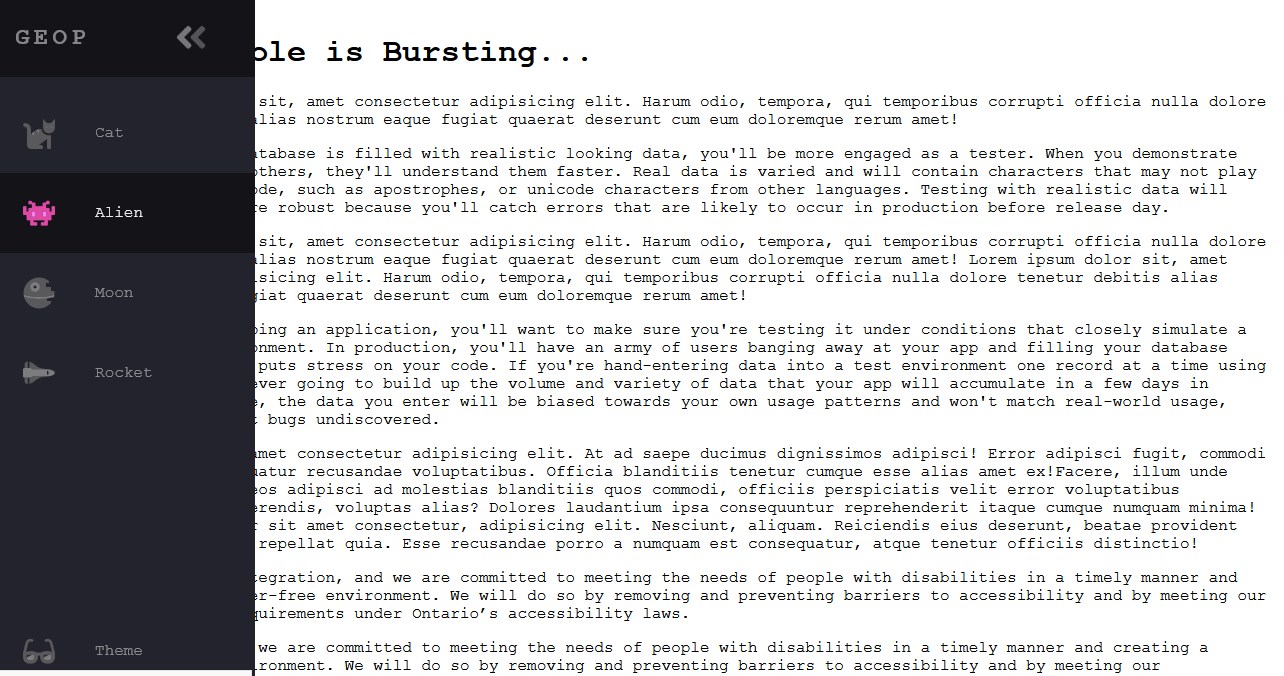 GEOP
Cat
Alien
Moon
Rocket
Theme
is Bursting...
sit, amet consectetur adipisicing elit. Harum odio, tempora, qui temporibus corrupti officia nulla dolore
alias nostrum eaque fugiat quaerat deserunt cum eum doloremque rerum amet!
is filled with realistic looking data, you'll be more engaged as a tester. When you demonstrate
they'll understand them faster. Real data is varied and will contain characters that may not play
such as apostrophes, or unicode characters from other languages. Testing with realistic data will
robust because you'll catch errors that are likely to occur in production before release day.
sit, amet consectetur adipisicing elit. Harum odio, tempora, qui temporibus corrupti officia nulla dolore
alias nostrum eaque fugiat quaerat deserunt cum eum doloremque rerum amet! Lorem ipsum dolor sit, amet
elit. Harum odio, tempora, qui temporibus corrupti officia nulla dolore tenetur debitis alias
quaerat deserunt cum eum doloremque rerum amet!
an application, you'll want to make sure you're testing it under conditions that closely simulate a
In production, you'll have an army of users banging away at your app and filling your database
puts stress on your code. If you're hand-entering data into a test environment one record at a time using
going to build up the volume and variety of data that your app will accumulate in a few days in
the data you enter will be biased towards your own usage patterns and won't match real-world usage,
bugs undiscovered.
amet consectetur adipisicing elit. At ad saepe ducimus dignissimos adipisci! Error adipisci fugit, commodi
recusandae voluptatibus. Officia blanditiis tenetur cumque esse alias amet ex!Facere, illum unde
eos adipisci ad molestias blanditiis quos commodi, officiis perspiciatis velit error voluptatibus
voluptas alias? Dolores laudantium ipsa consequuntur reprehenderit itaque cumque numquam minima!
sit amet consectetur, adipisicing elit. Nesciunt, aliquam. Reiciendis eius deserunt, beatae provident
repellat quia. Esse recusandae porro a numquam est consequatur, atque tenetur officiis distinctio!
and we are committed to meeting the needs of people with disabilities in a timely manner and
environment. We will do so by removing and preventing barriers to accessibility and by meeting our
under Ontario’s accessibility laws.
we are committed to meeting the needs of people with disabilities in a timely manner and creating a
We will do so by removing and preventing barriers to accessibility and by meeting our